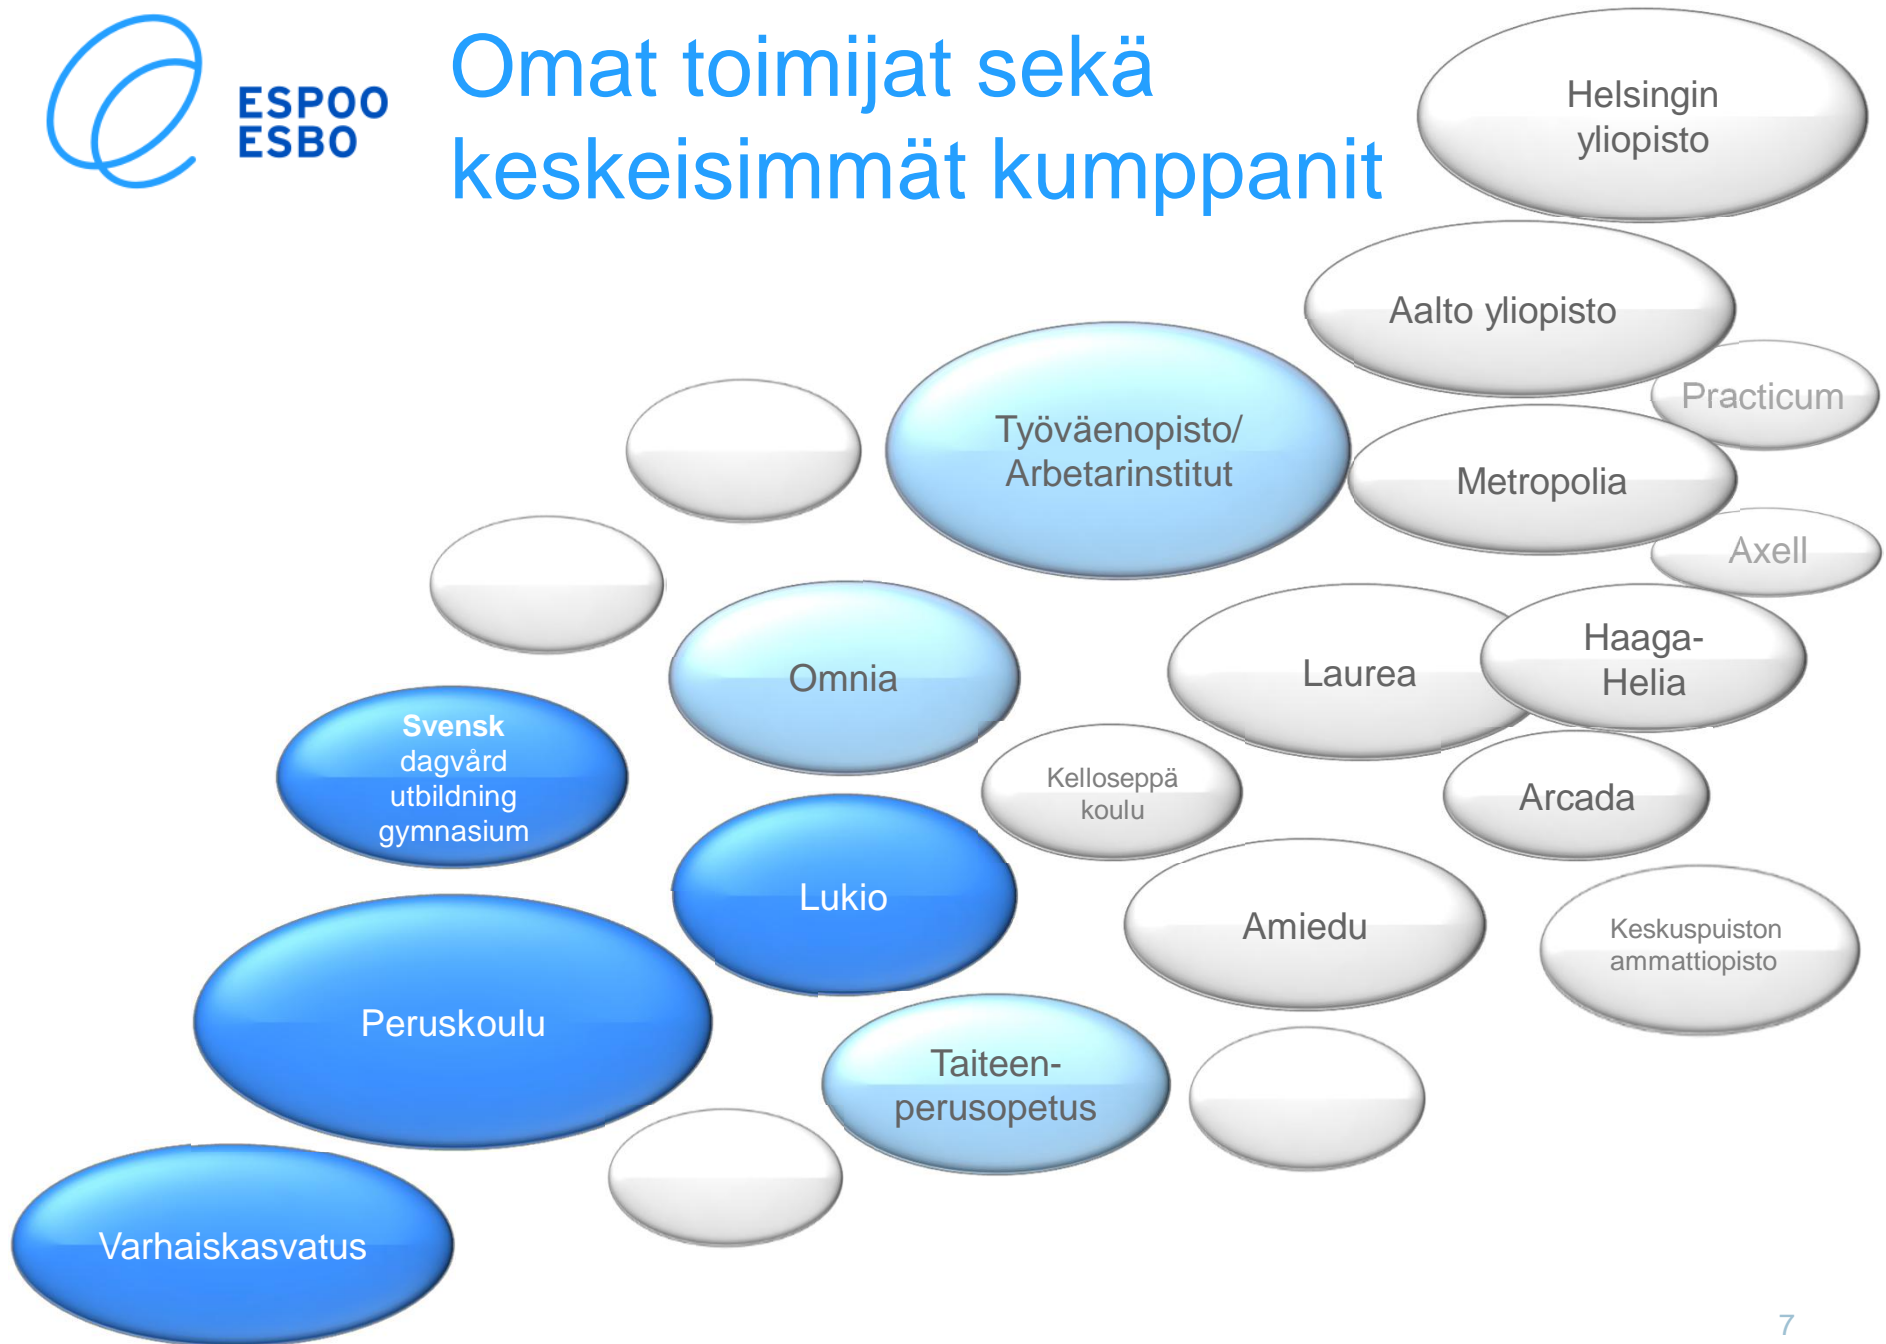 ESPOO
ESBO
Omat toimijat sekä
keskeisimmät kumppanit
Helsingin
yliopisto
Aalto yliopisto
Practicum
Työväenopisto/
Arbetarinstitut
Metropolia
Axell
Omnia
Laurea
Haaga-
Helia
Svensk
dagvård
utbildning
gymnasium
Kelloseppä
koulu
Arcada
Lukio
Amiedu
Keskuspuiston
ammattiopisto
Peruskoulu
Taiteen-
perusopetus
Varhaiskasvatus
7